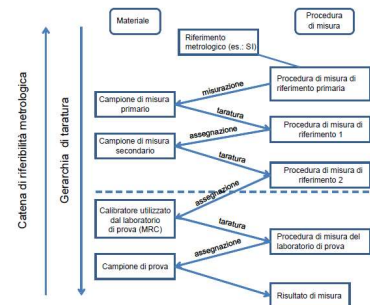 Materiale
Procedura
di misura
Riferimento
metrologico (es.: SI)
Procedura di misura di
riferimento primaria
misurazione
Campione di misura
primario
taratura
Procedura di misura di
riferimento 1
assegnazione
Campione di misura
secondario
taratura
Procedura di misura di
riferimento 2
assegnazione
Calibratore utilizzato
dal laboratorio
di prova (MRC)
taratura
Procedura di misura del
laboratorio di prova
assegnazione
Campione di prova
Risultato di misura
Catena di riferibilità metrologica
Gerarchia di taratura